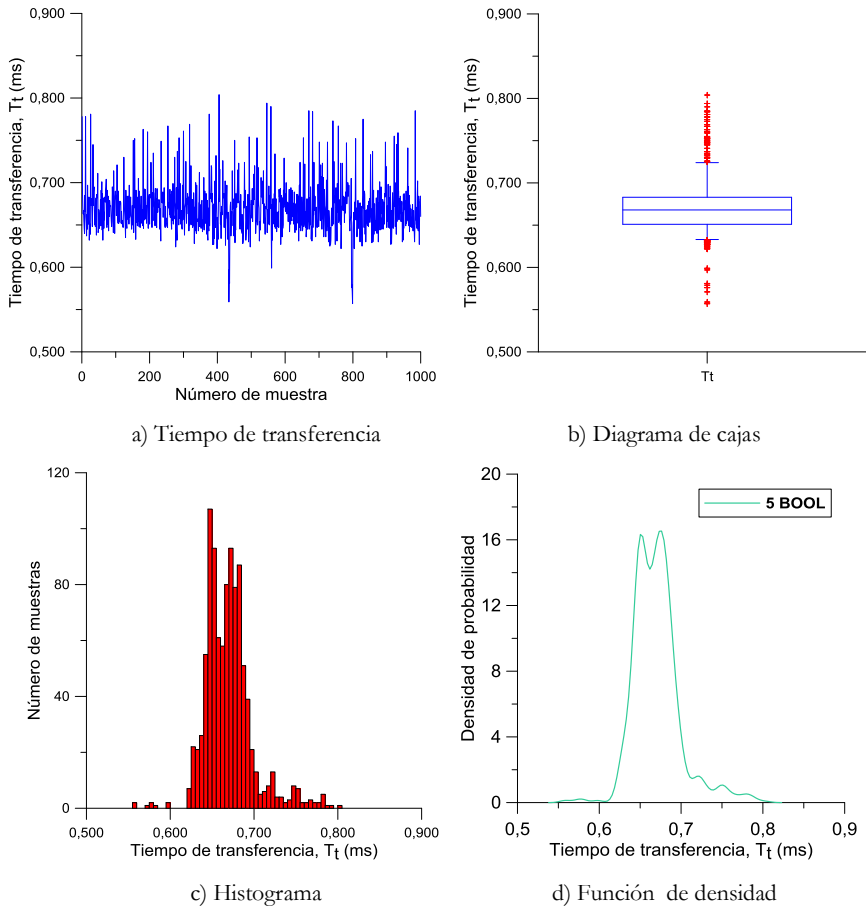 0,900
0,800
0,700
0,600
0,500
Tiempo de transferencia, Tt (ms)
0
200
400
600
800
1000
Número de muestra
a) Tiempo de transferencia
0,900
0,800
0,700
0,600
0,500
Tiempo de transferencia, Tt (ms)
Tt
b) Diagrama de cajas
120
80
40
0
Número de muestras
0,500
0,600
0,700
0,800
0,900
Tiempo de transferencia, Tt (ms)
c) Histograma
20
16
12
8
4
0
Densidad de probabilidad
5 BOOL
0,5
0,6
0,7
0,8
0,9
Tiempo de transferencia, Tt (ms)
d) Función de densidad